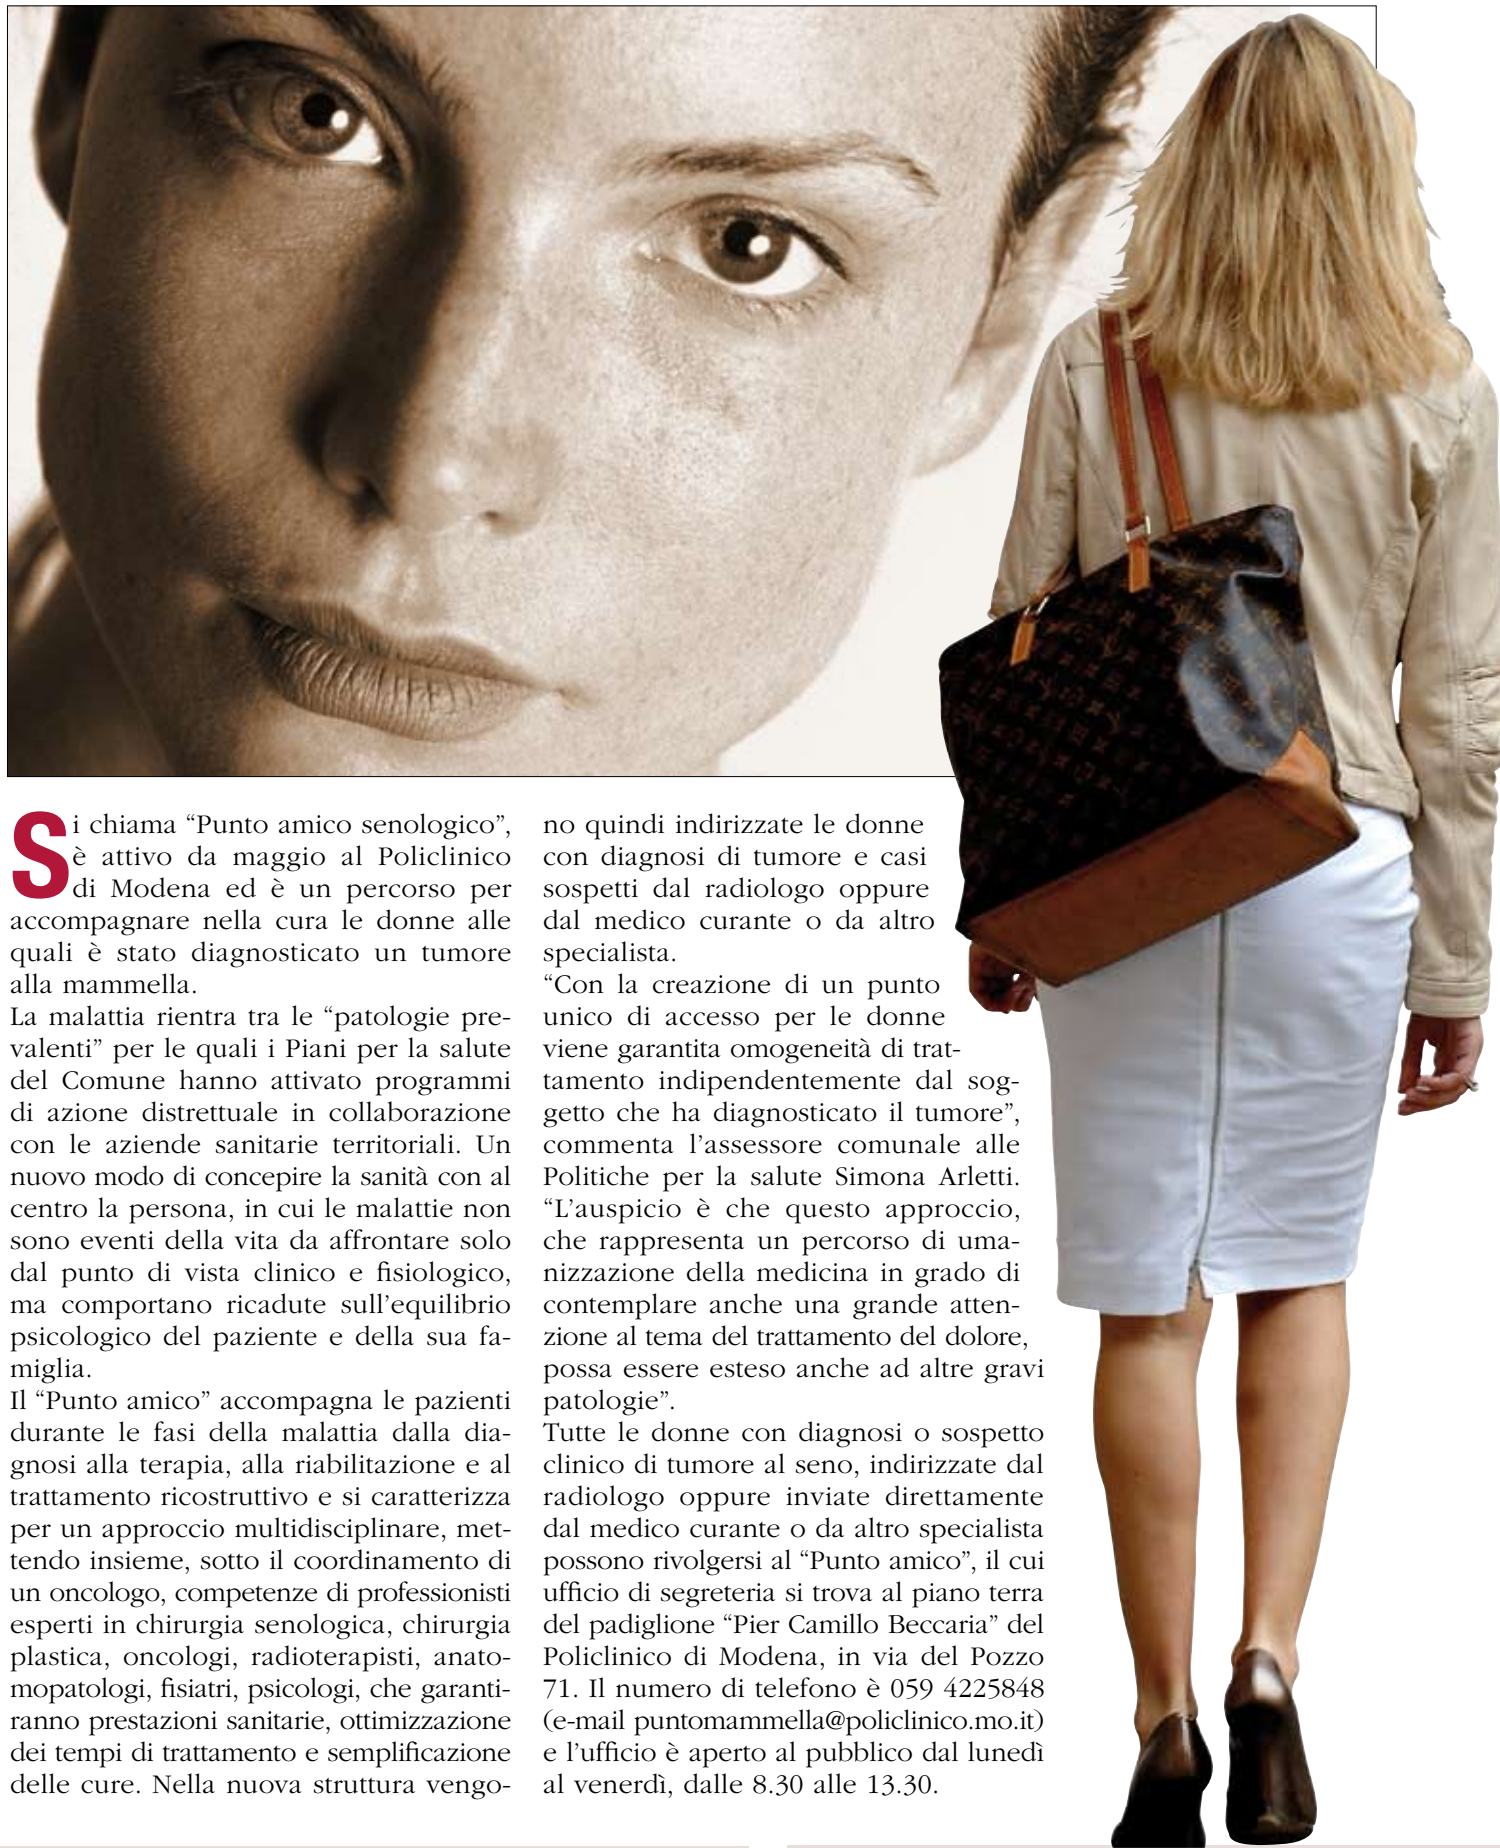 Si chiama “Punto amico senologico”,
è attivo da maggio al Policlinico
di Modena ed è un percorso per
accompagnare nella cura le donne alle
quali è stato diagnosticato un tumore
alla mammella.
La malattia rientra tra le “patologie pre-
valenti” per le quali i Piani per la salute
del Comune hanno attivato programmi
di azione distrettuale in collaborazione
con le aziende sanitarie territoriali. Un
nuovo modo di concepire la sanità con al
centro la persona, in cui le malattie non
sono eventi della vita da affrontare solo
dal punto di vista clinico e fisiologico,
ma comportano ricadute sull’equilibrio
psicologico del paziente e della sua fa-
miglia.
Il “Punto amico” accompagna le pazienti
durante le fasi della malattia dalla dia-
gnosi alla terapia, alla riabilitazione e al
trattamento ricostruttivo e si caratterizza
per un approccio multidisciplinare, met-
tendo insieme, sotto il coordinamento di
un oncologo, competenze di professionisti
esperti in chirurgia senologica, chirurgia
plastica, oncologi, radioterapisti, anato-
mopatologi, fisiatri, psicologi, che garanti-
ranno prestazioni sanitarie, ottimizzazione
dei tempi di trattamento e semplificazione
delle cure. Nella nuova struttura vengo-
no quindi indirizzate le donne
con diagnosi di tumore e casi
sospetti dal radiologo oppure
dal medico curante o da altro
specialista.
“Con la creazione di un punto
unico di accesso per le donne
viene garantita omogeneità di trat-
tamento indipendentemente dal sog-
getto che ha diagnosticato il tumore”,
commenta l’assessore comunale alle
Politiche per la salute Simona Arletti.
“L’auspicio è che questo approccio,
che rappresenta un percorso di uma-
nizzazione della medicina in grado di
contemplare anche una grande atten-
zione al tema del trattamento del dolore,
possa essere esteso anche ad altre gravi
patologie”.
Tutte le donne con diagnosi o sospetto
clinico di tumore al seno, indirizzate dal
radiologo oppure inviate direttamente
dal medico curante o da altro specialista
possono rivolgersi al “Punto amico”, il cui
ufficio di segreteria si trova al piano terra
del padiglione “Pier Camillo Beccaria” del
Policlinico di Modena, in via del Pozzo
71. Il numero di telefono è 059 4225848
(e-mail puntomammella@policlinico.mo.it)
e l’ufficio è aperto al pubblico dal lunedì
al venerdì, dalle 8.30 alle 13.30.